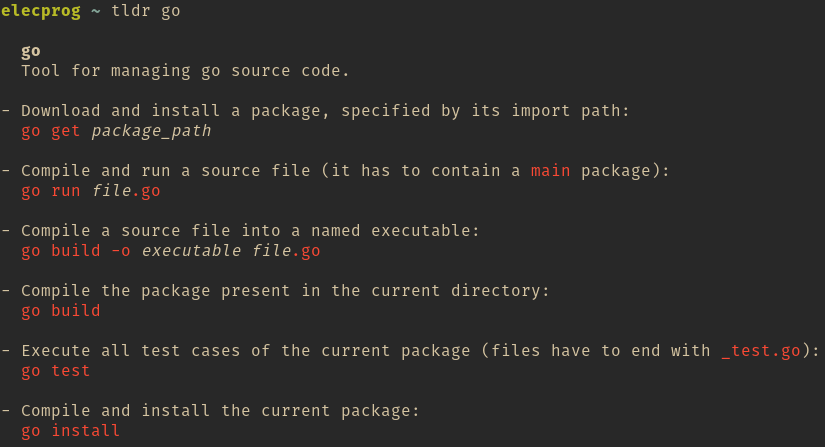 elecprog ~ tldr go
go
Tool for managing go source code.
- Download and install a package, specified by its import path:
go get package_path
- Compile and run a source file (it has to contain a main package):
go run file.go
- Compile a source file into a named executable:
go build -o executable file.go
- Compile the package present in the current directory:
go build
- Execute all test cases of the current package (files have to end with _test.go):
go test
- Compile and install the current package:
go install